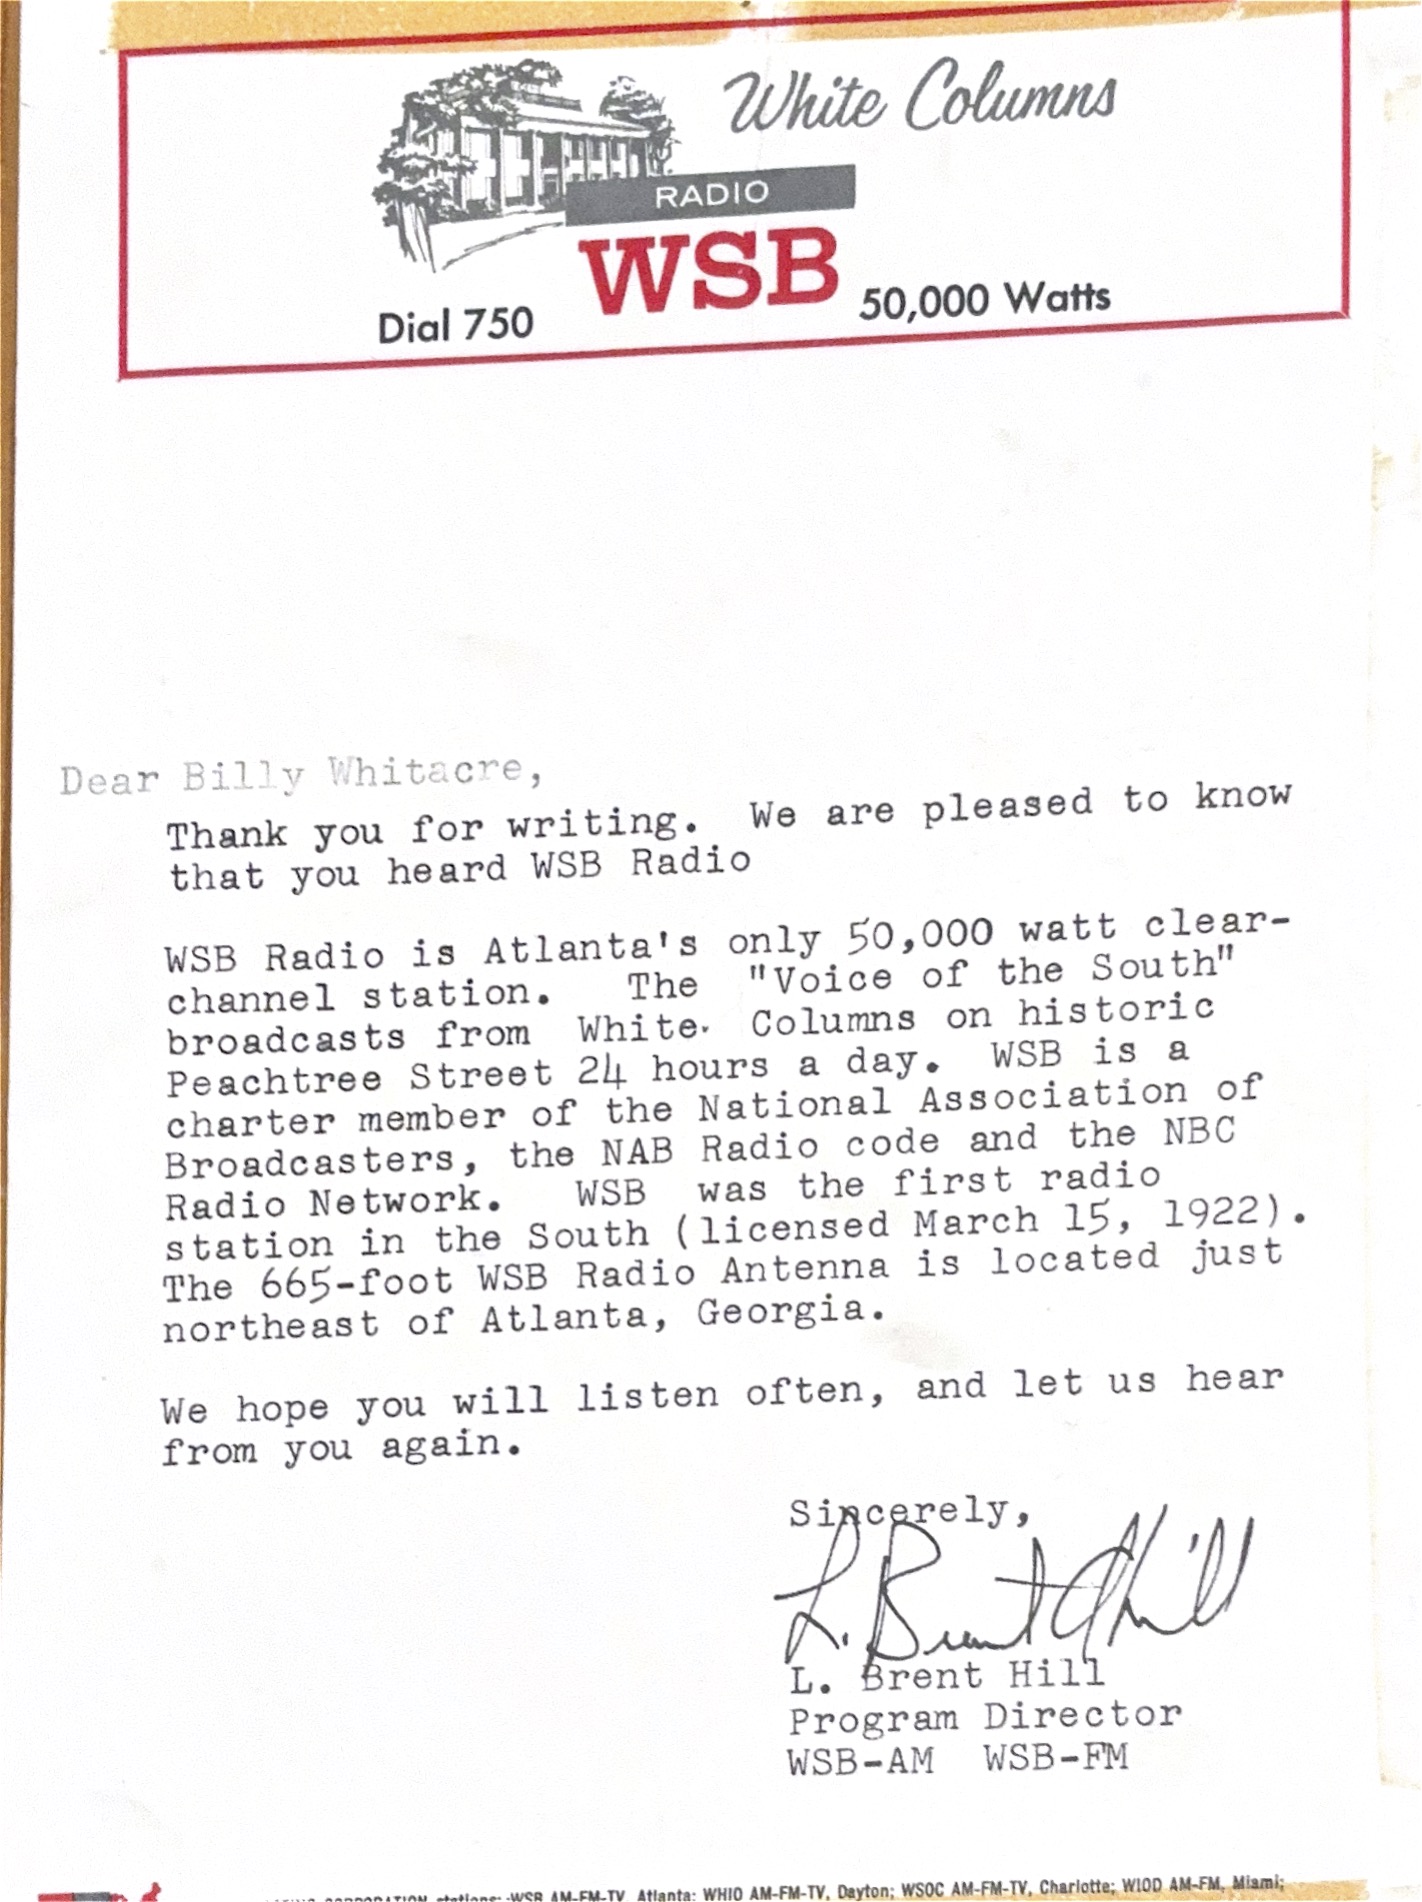 White Columns
RADIO
WSB
Dial 750
50,000 Watts
Dear Billy Whitacre,
Thank you for writing. We are pleased to know
that you heard WSB Radio
WSB Radio is Atlanta's only 50,000 watt clear-
channel station. The "Voice of the South"
broadcasts from White Columns on historic
Peachtree Street 24 hours a day. WSB is a
charter member of the National Association of
Broadcasters, the NAB Radio code and the NBC
Radio Network. WSB was the first radio
station in the South (licensed March 15, 1922).
The 665-foot WSB Radio Antenna is located just
northeast of Atlanta, Georgia.
We hope you will listen often, and let us hear
from you again.
Sincerely,
L. Brent Hill
L. Brent Hill
Program Director
WSB-AM WSB-FM
CORPORATION stations: WSB AM-FM-TV, Atlanta; WHIO AM-FM-TV, Dayton; WSOC AM-FM-TV, Charlotte; WIOD AM-FM, Miami;